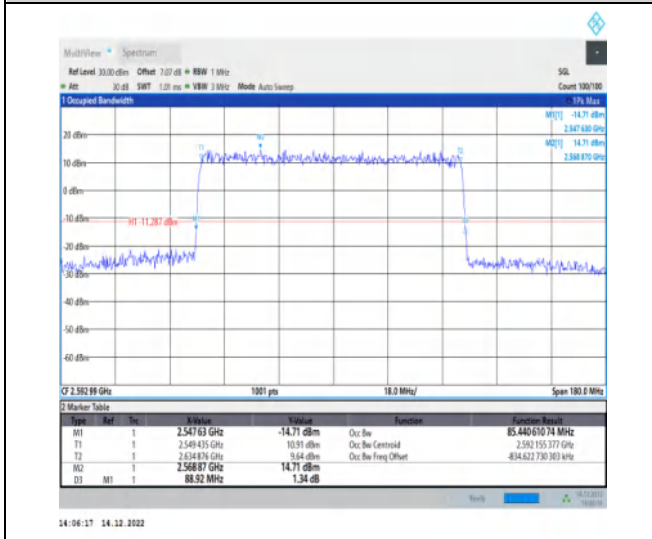 MultiView Spectrum
Ref Level 30.00 dBm Offset 7.07 dB RBW 1 MHz SGL
Att 30 dB SWT 1.01 ms VBW 3 MHz Mode Auto Sweep Count 100/100
1 Occupied Bandwidth 1Pk Max
M1[1] -14.71 dBm
2.547 630 GHz
M2[1] 14.71 dBm
2.568 870 GHz
20 dBm
M2
T1
T2
10 dBm
0 dBm
-10 dBm
M1
H1 -11.287 dBm
-20 dBm
-30 dBm
-40 dBm
-50 dBm
-60 dBm
CF 2.592 99 GHz 1001 pts 18.0 MHz/ Span 180.0 MHz
2 Marker Table
Type Ref Trc X-Value Y-Value Function Function Result
M1 1 2.547 63 GHz -14.71 dBm Occ Bw 85.440 610 74 MHz
T1 1 2.549 435 GHz 10.91 dBm Occ Bw Centroid 2.592 155 377 GHz
T2 1 2.634 876 GHz 9.64 dBm Occ Bw Freq Offset -834.622 730 303 kHz
M2 1 2.568 87 GHz 14.71 dBm
D3 M1 1 88.92 MHz 1.34 dB
Ready 14.12.2022
14:06:17 14.12.2022